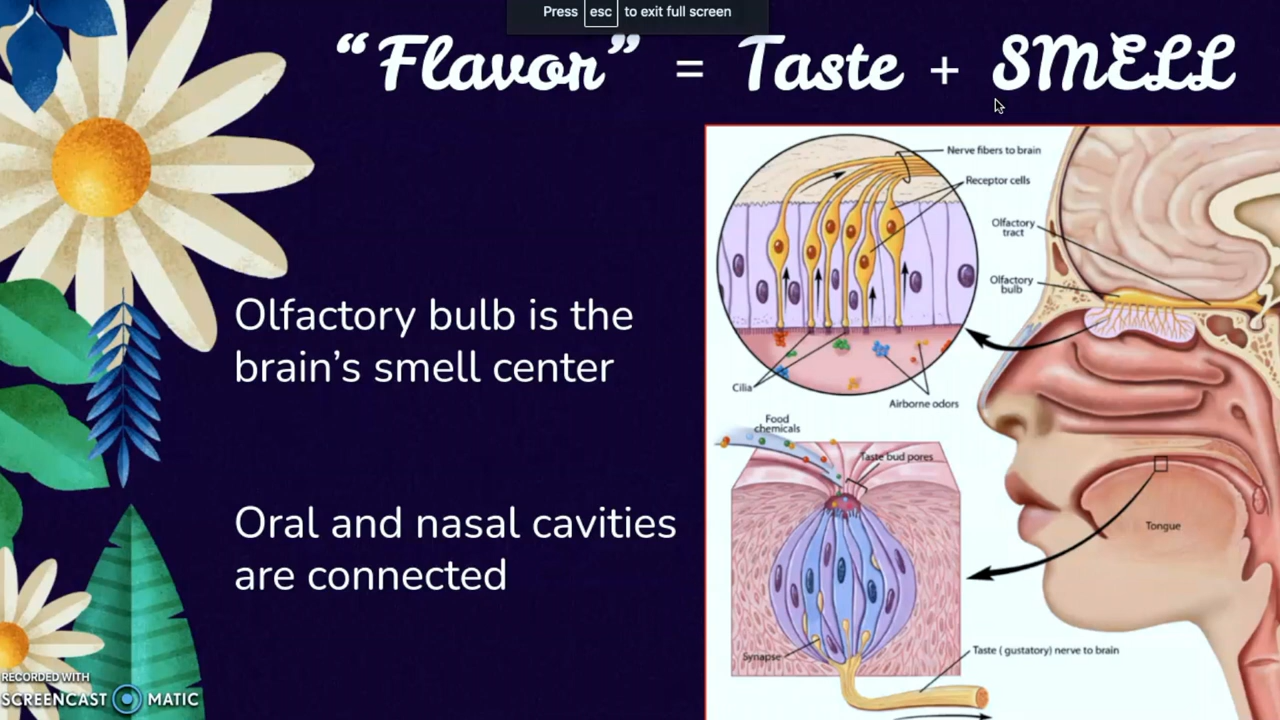 Press esc to exit full screen
“Flavor” = Taste + SMELL
Olfactory bulb is the
brain’s smell center
Oral and nasal cavities
are connected
Nerve fibers to brain
Receptor cells
Olfactory
tract
Olfactory
bulb
Cilia
Airborne odors
Food
chemicals
Taste bud pores
Tongue
Synapse
Taste ( gustatory) nerve to brain
RECORDED WITH
SCREENCAST MATIC